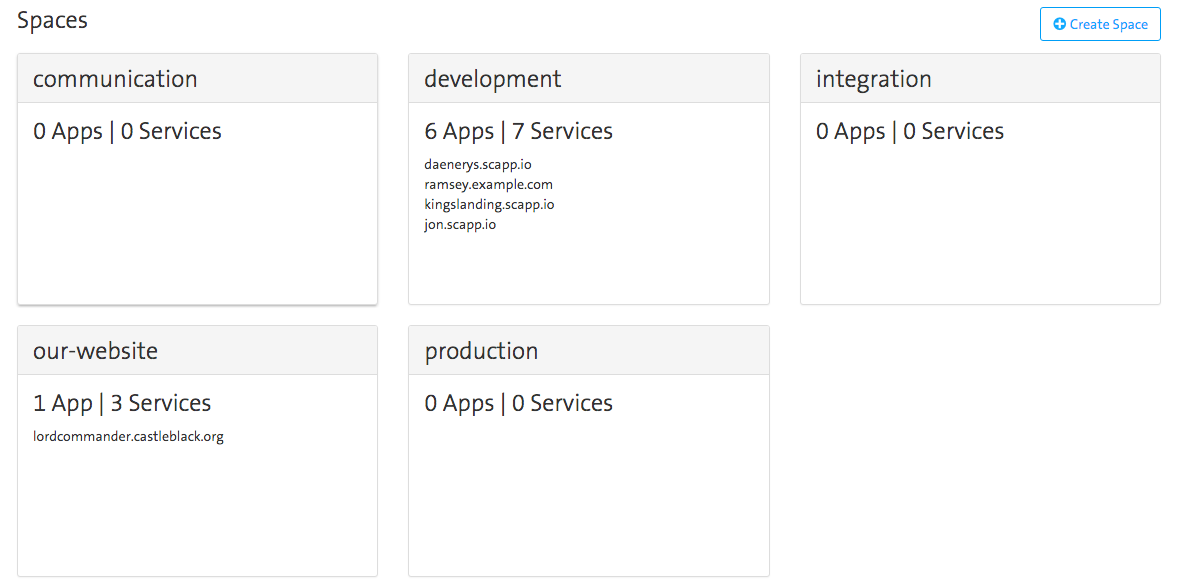 Spaces
Create Space
communication
0 Apps | 0 Services
development
6 Apps | 7 Services
daenerys.scapp.io
ramsey.example.com
kingslanding.scapp.io
jon.scapp.io
integration
0 Apps | 0 Services
our-website
1 App | 3 Services
lordcommander.castleblack.org
production
0 Apps | 0 Services